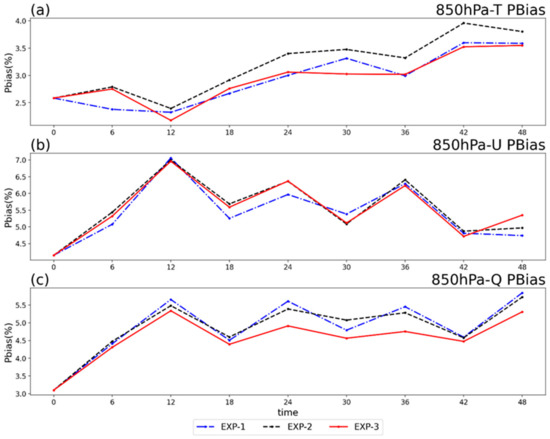 (a) 850hPa-T PBias
4.0
3.5
3.0
2.5
Pbias(%)
0 6 12 18 24 30 36 42 48
(b) 850hPa-U PBias
7.0
6.5
6.0
5.5
5.0
4.5
Pbias(%)
0 6 12 18 24 30 36 42 48
(c) 850hPa-Q PBias
5.5
5.0
4.5
4.0
3.5
3.0
Pbias(%)
0 6 12 18 24 30 36 42 48
time
EXP-1 EXP-2 EXP-3